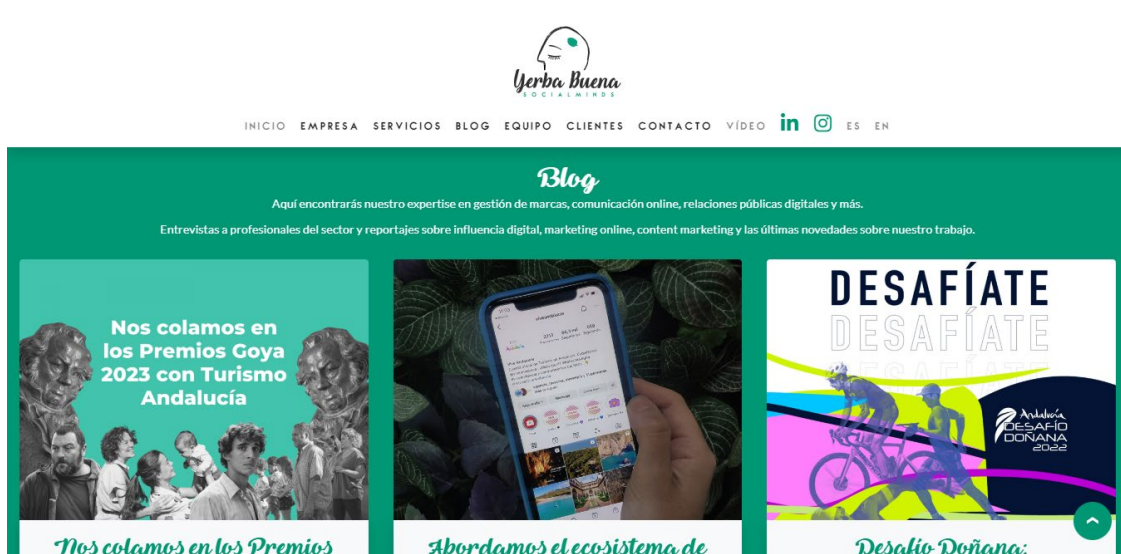 Yerba Buena
SOCIALMINDS
INICIO EMPRESA SERVICIOS BLOG EQUIPO CLIENTES CONTACTO VÍDEO in ES EN
Blog
Aquí encontrarás nuestro expertise en gestión de marcas, comunicación online, relaciones públicas digitales y más.
Entrevistas a profesionales del sector y reportajes sobre influencia digital, marketing online, content marketing y las últimas novedades sobre nuestro trabajo.
Nos colamos en
los Premios Goya
2023 con Turismo
Andalucía
DESAFÍATE
DESAFÍATE
DESAFÍATE
Andalucía
DESAFÍO
DOÑANA
2022
Nos colamos en los Premios
Abordamos el ecosistema de
Desafío Doñana: